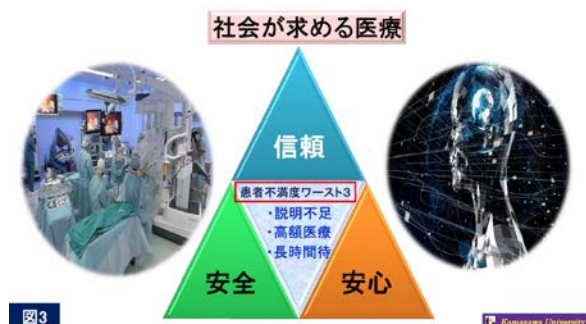 社会が求める医療
信頼
患者不満度ワースト3
・説明不足
・高額医療
・長時間待
安全
安心
図3
Komazawa University